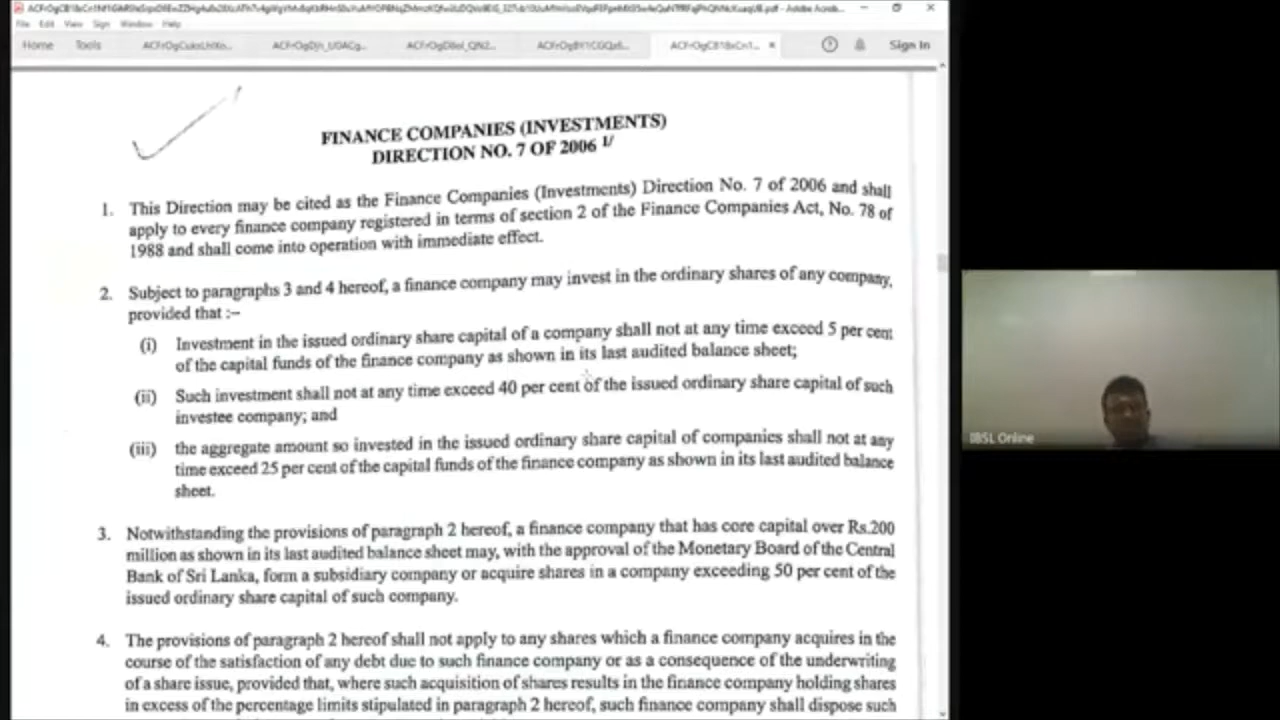 File Edit View Sign Window Help
Home Tools
Sign In
FINANCE COMPANIES (INVESTMENTS)
DIRECTION NO. 7 OF 2006 1/
1. This Direction may be cited as the Finance Companies (Investments) Direction No. 7 of 2006 and shall
apply to every finance company registered in terms of section 2 of the Finance Companies Act, No. 78 of
1988 and shall come into operation with immediate effect.
2. Subject to paragraphs 3 and 4 hereof, a finance company may invest in the ordinary shares of any company,
provided that :–
(i) Investment in the issued ordinary share capital of a company shall not at any time exceed 5 per cent
of the capital funds of the finance company as shown in its last audited balance sheet;
(ii) Such investment shall not at any time exceed 40 per cent of the issued ordinary share capital of such
investee company; and
(iii) the aggregate amount so invested in the issued ordinary share capital of companies shall not at any
time exceed 25 per cent of the capital funds of the finance company as shown in its last audited balance
sheet.
3. Notwithstanding the provisions of paragraph 2 hereof, a finance company that has core capital over Rs.200
million as shown in its last audited balance sheet may, with the approval of the Monetary Board of the Central
Bank of Sri Lanka, form a subsidiary company or acquire shares in a company exceeding 50 per cent of the
issued ordinary share capital of such company.
4. The provisions of paragraph 2 hereof shall not apply to any shares which a finance company acquires in the
course of the satisfaction of any debt due to such finance company or as a consequence of the underwriting
of a share issue, provided that, where such acquisition of shares results in the finance company holding shares
in excess of the percentage limits stipulated in paragraph 2 hereof, such finance company shall dispose such
IBSL Online